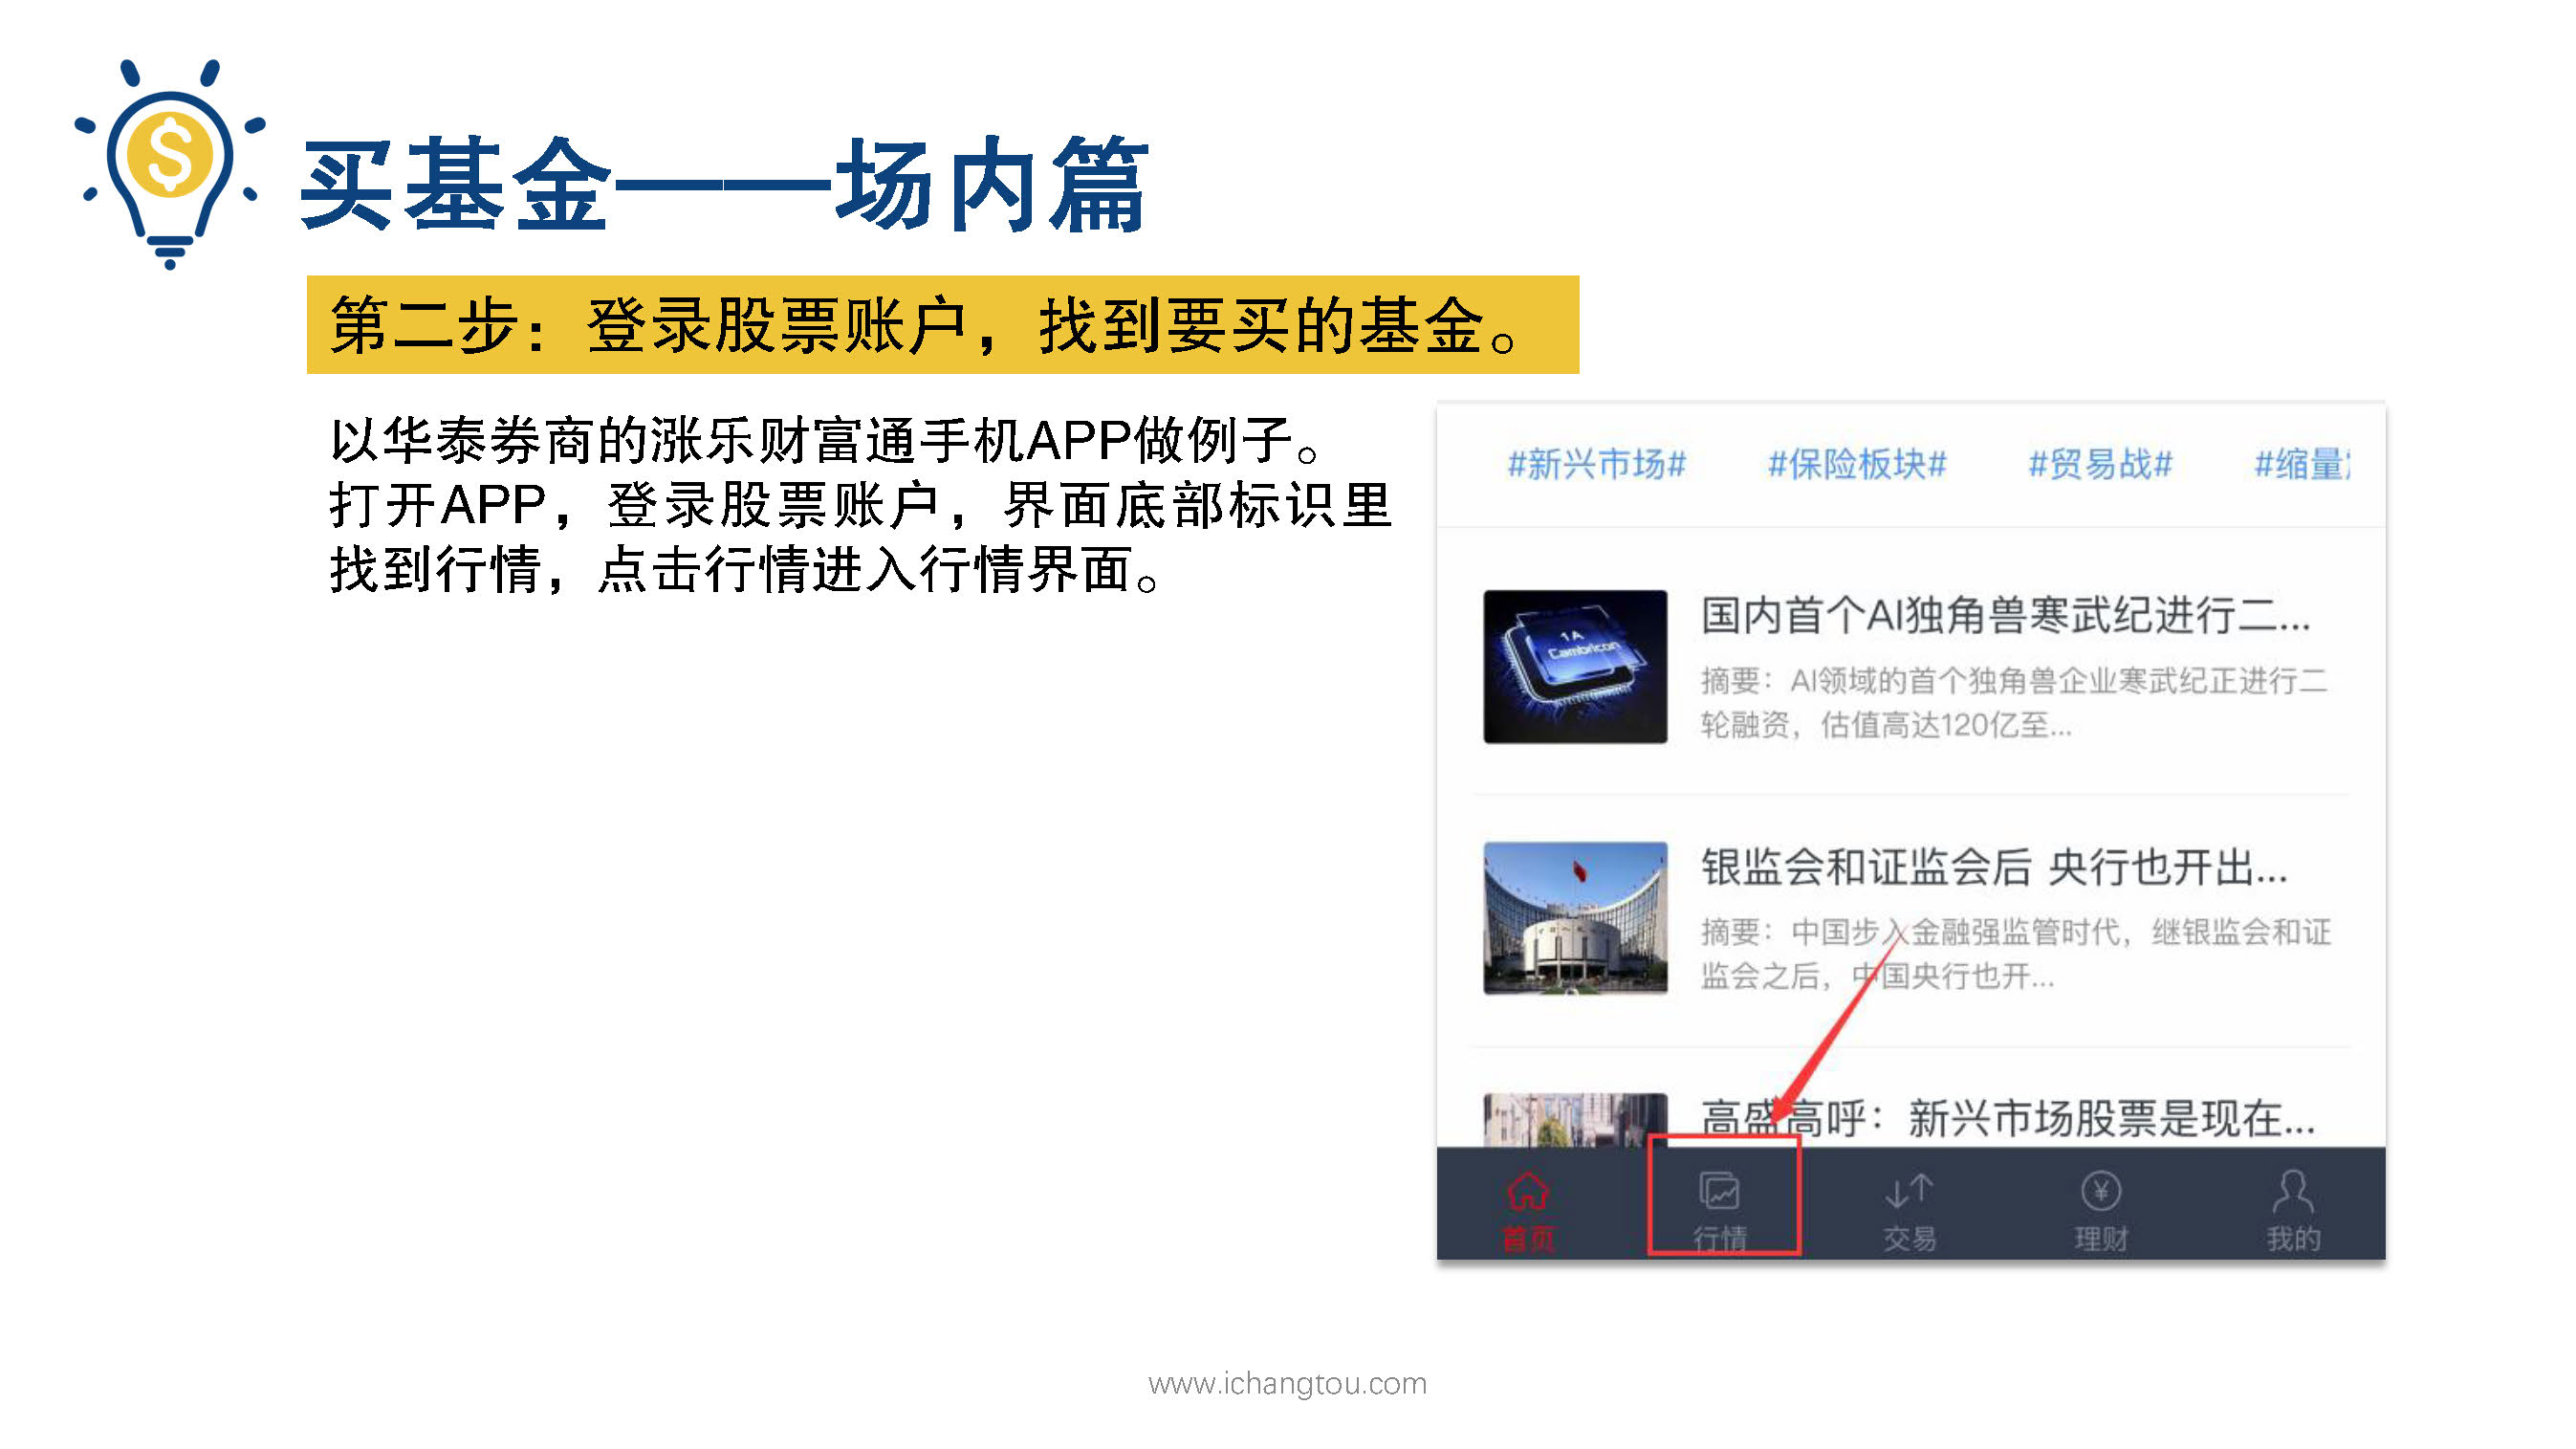 买基金——场内篇
第二步：登录股票账户，找到要买的基金。
以华泰券商的涨乐财富通手机APP做例子。
打开APP，登录股票账户，界面底部标识里
找到行情，点击行情进入行情界面。
#新兴市场# #保险板块# #贸易战# #缩量
国内首个AI独角兽寒武纪进行二...
摘要：AI领域的首个独角兽企业寒武纪正进行二
轮融资，估值高达120亿至...
1A
Cambricon
银监会和证监会后 央行也开出...
摘要：中国步入金融强监管时代，继银监会和证
监会之后，中国央行也开...
高盛高呼：新兴市场股票是现在...
首页 行情 交易 理财 我的
www.ichangtou.com